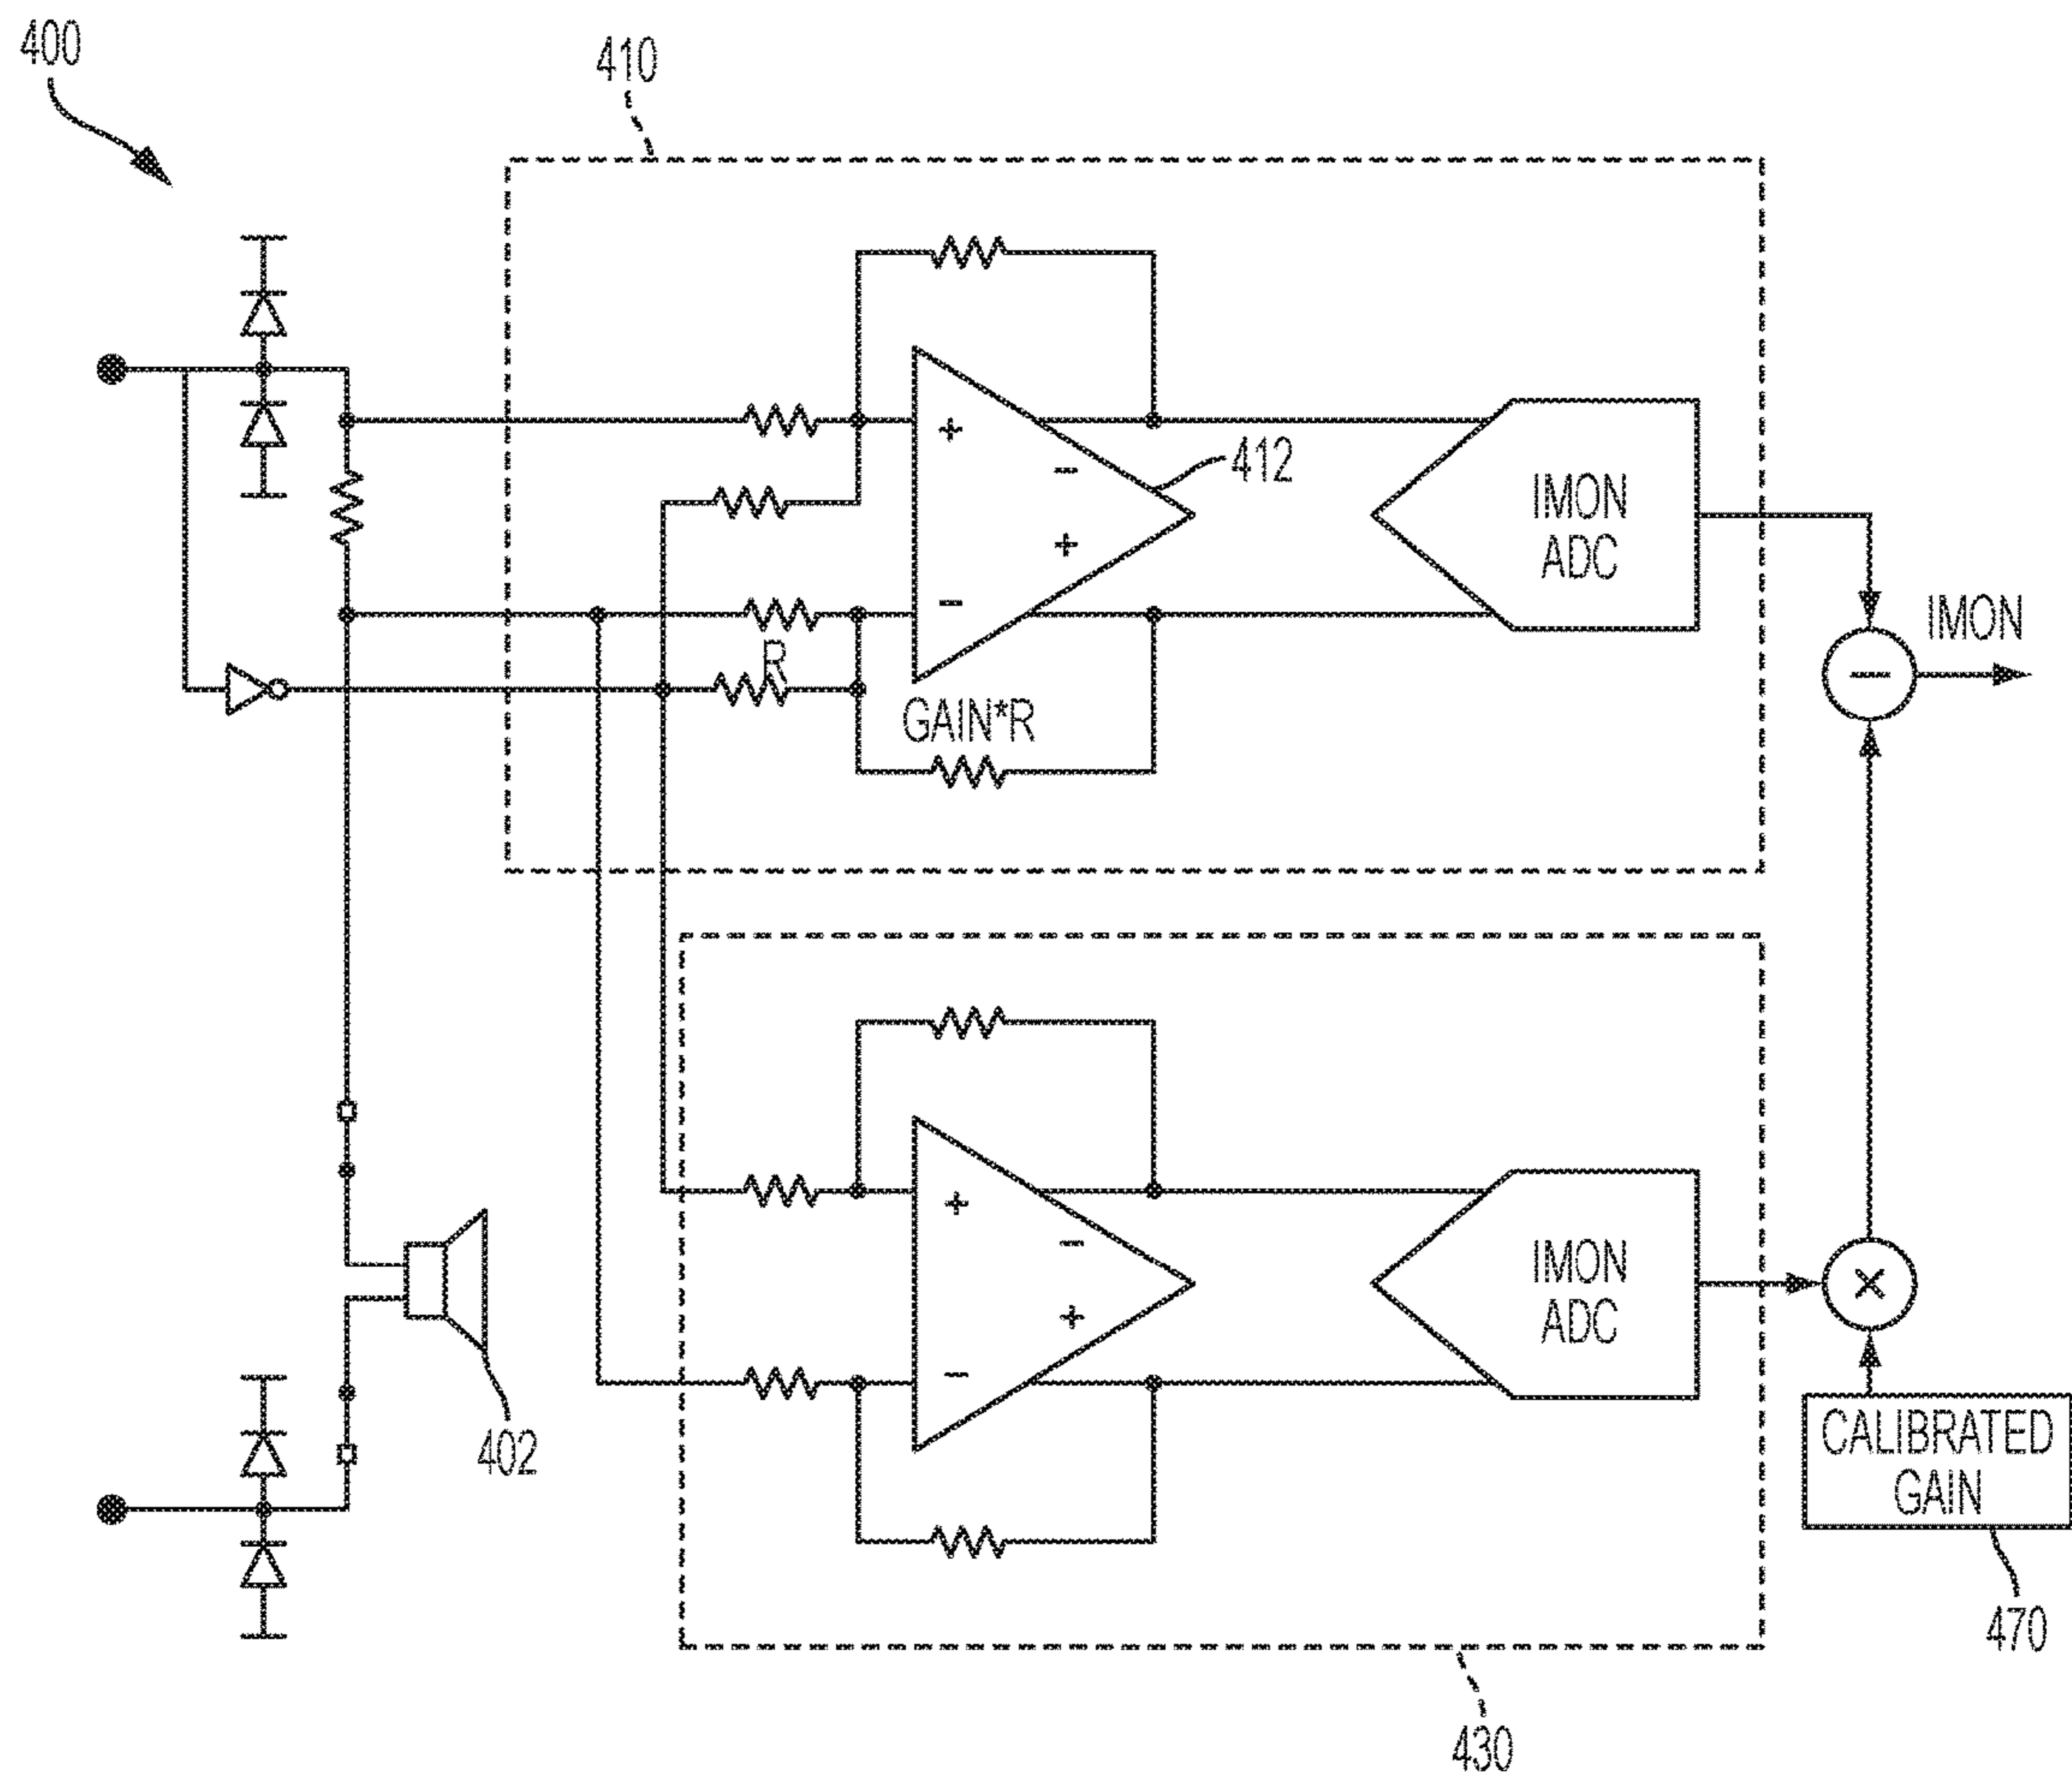 400
410
+
−
412
+
−
R
GAIN*R
IMON
ADC
IMON
−
+
−
+
−
IMON
ADC
×
402
CALIBRATED
GAIN
470
430